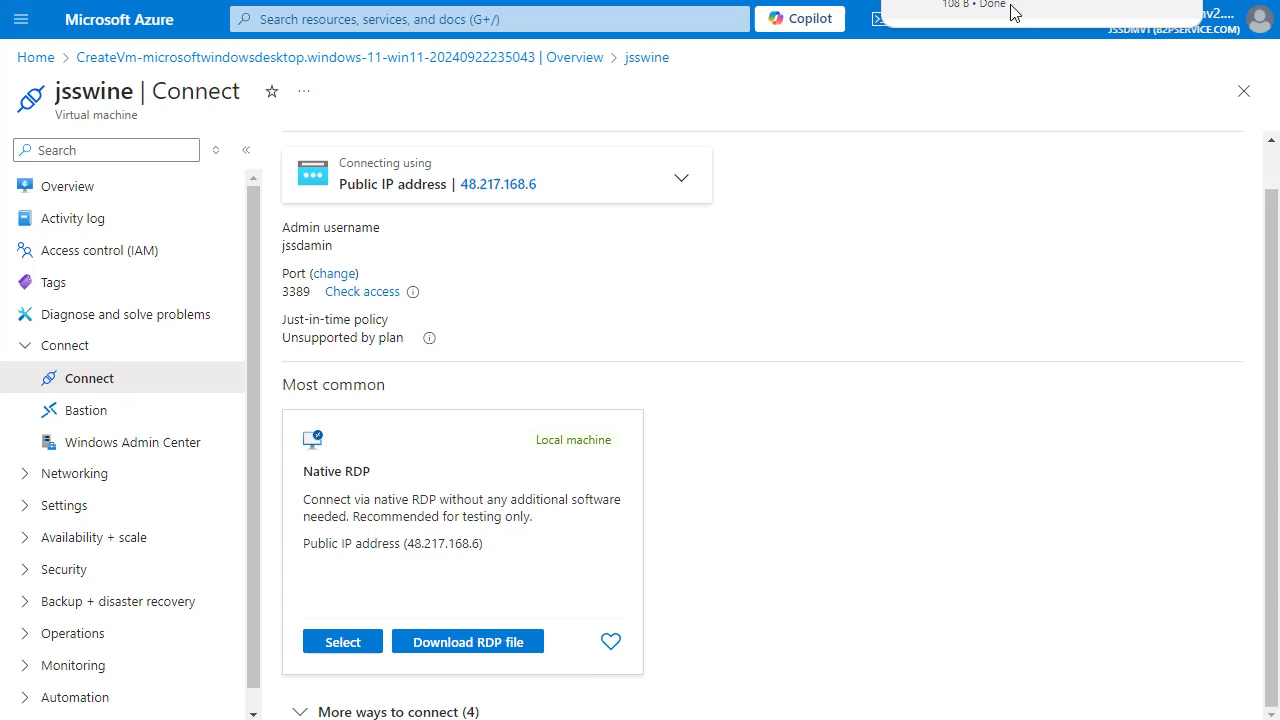 Microsoft Azure
Search resources, services, and docs (G+/)
Copilot
108 B • Done
nv2....
JSSDMV1 (B2PSERVICE.COM)
Home > CreateVm-microsoftwindowsdesktop.windows-11-win11-20240922235043 | Overview > jsswine
jsswine | Connect
Virtual machine
Search
Overview
Activity log
Access control (IAM)
Tags
Diagnose and solve problems
Connect
Connect
Bastion
Windows Admin Center
Networking
Settings
Availability + scale
Security
Backup + disaster recovery
Operations
Monitoring
Automation
Connecting using
Public IP address | 48.217.168.6
Admin username
jssdamin
Port (change)
3389 Check access
Just-in-time policy
Unsupported by plan
Most common
Local machine
Native RDP
Connect via native RDP without any additional software
needed. Recommended for testing only.
Public IP address (48.217.168.6)
Select
Download RDP file
More ways to connect (4)